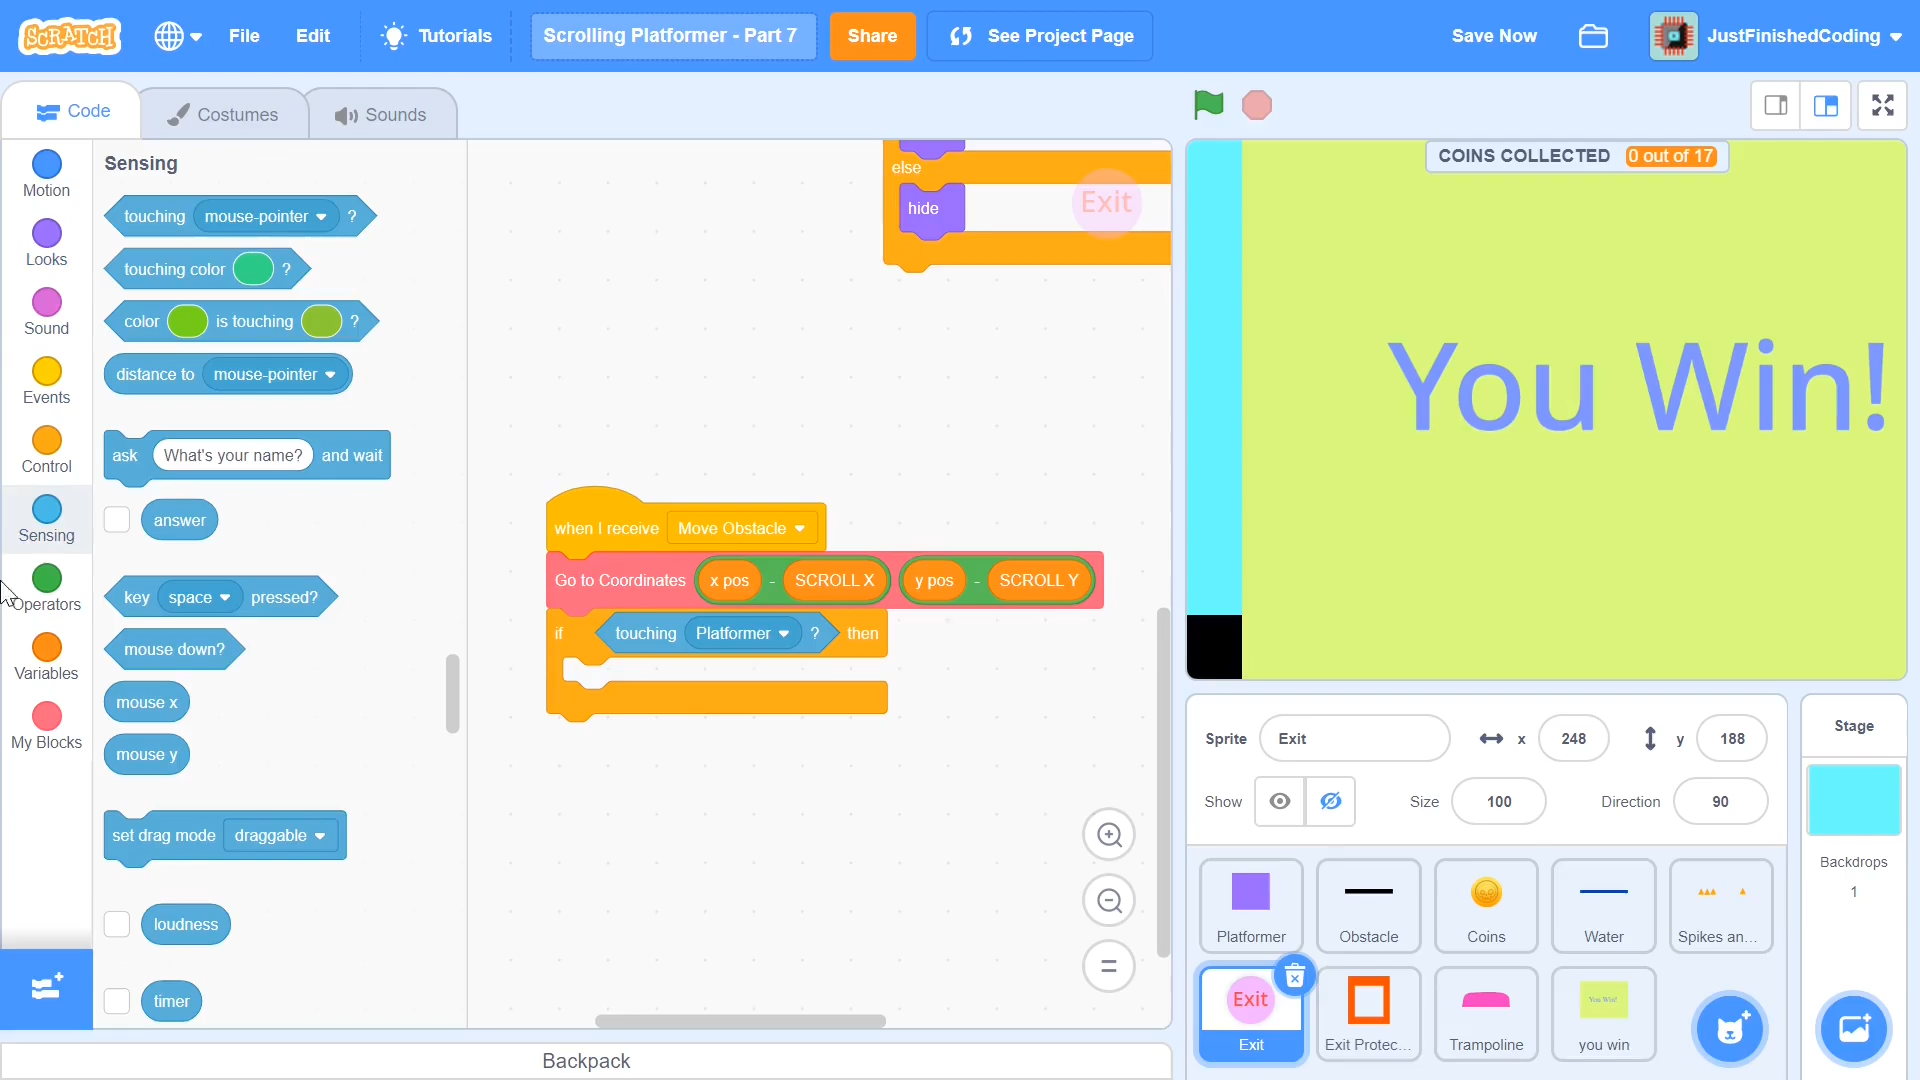 SCRATCH File Edit Tutorials Scrolling Platformer - Part 7 Share See Project Page Save Now JustFinishedCoding
Code Costumes Sounds
Motion
Looks
Sound
Events
Control
Sensing
Operators
Variables
My Blocks
Sensing
touching mouse-pointer ?
touching color ?
color is touching ?
distance to mouse-pointer
ask What's your name? and wait
answer
key space pressed?
mouse down?
mouse x
mouse y
set drag mode draggable
loudness
timer
else
hide
Exit
when I receive Move Obstacle
Go to Coordinates x pos - SCROLL X y pos - SCROLL Y
if touching Platformer ? then
Backpack
COINS COLLECTED 0 out of 17
You Win!
Sprite Exit x 248 y 188
Show Size 100 Direction 90
Platformer Obstacle Coins Water Spikes an...
Exit
You Win!
Exit Exit Protec... Trampoline you win
Stage
Backdrops
1